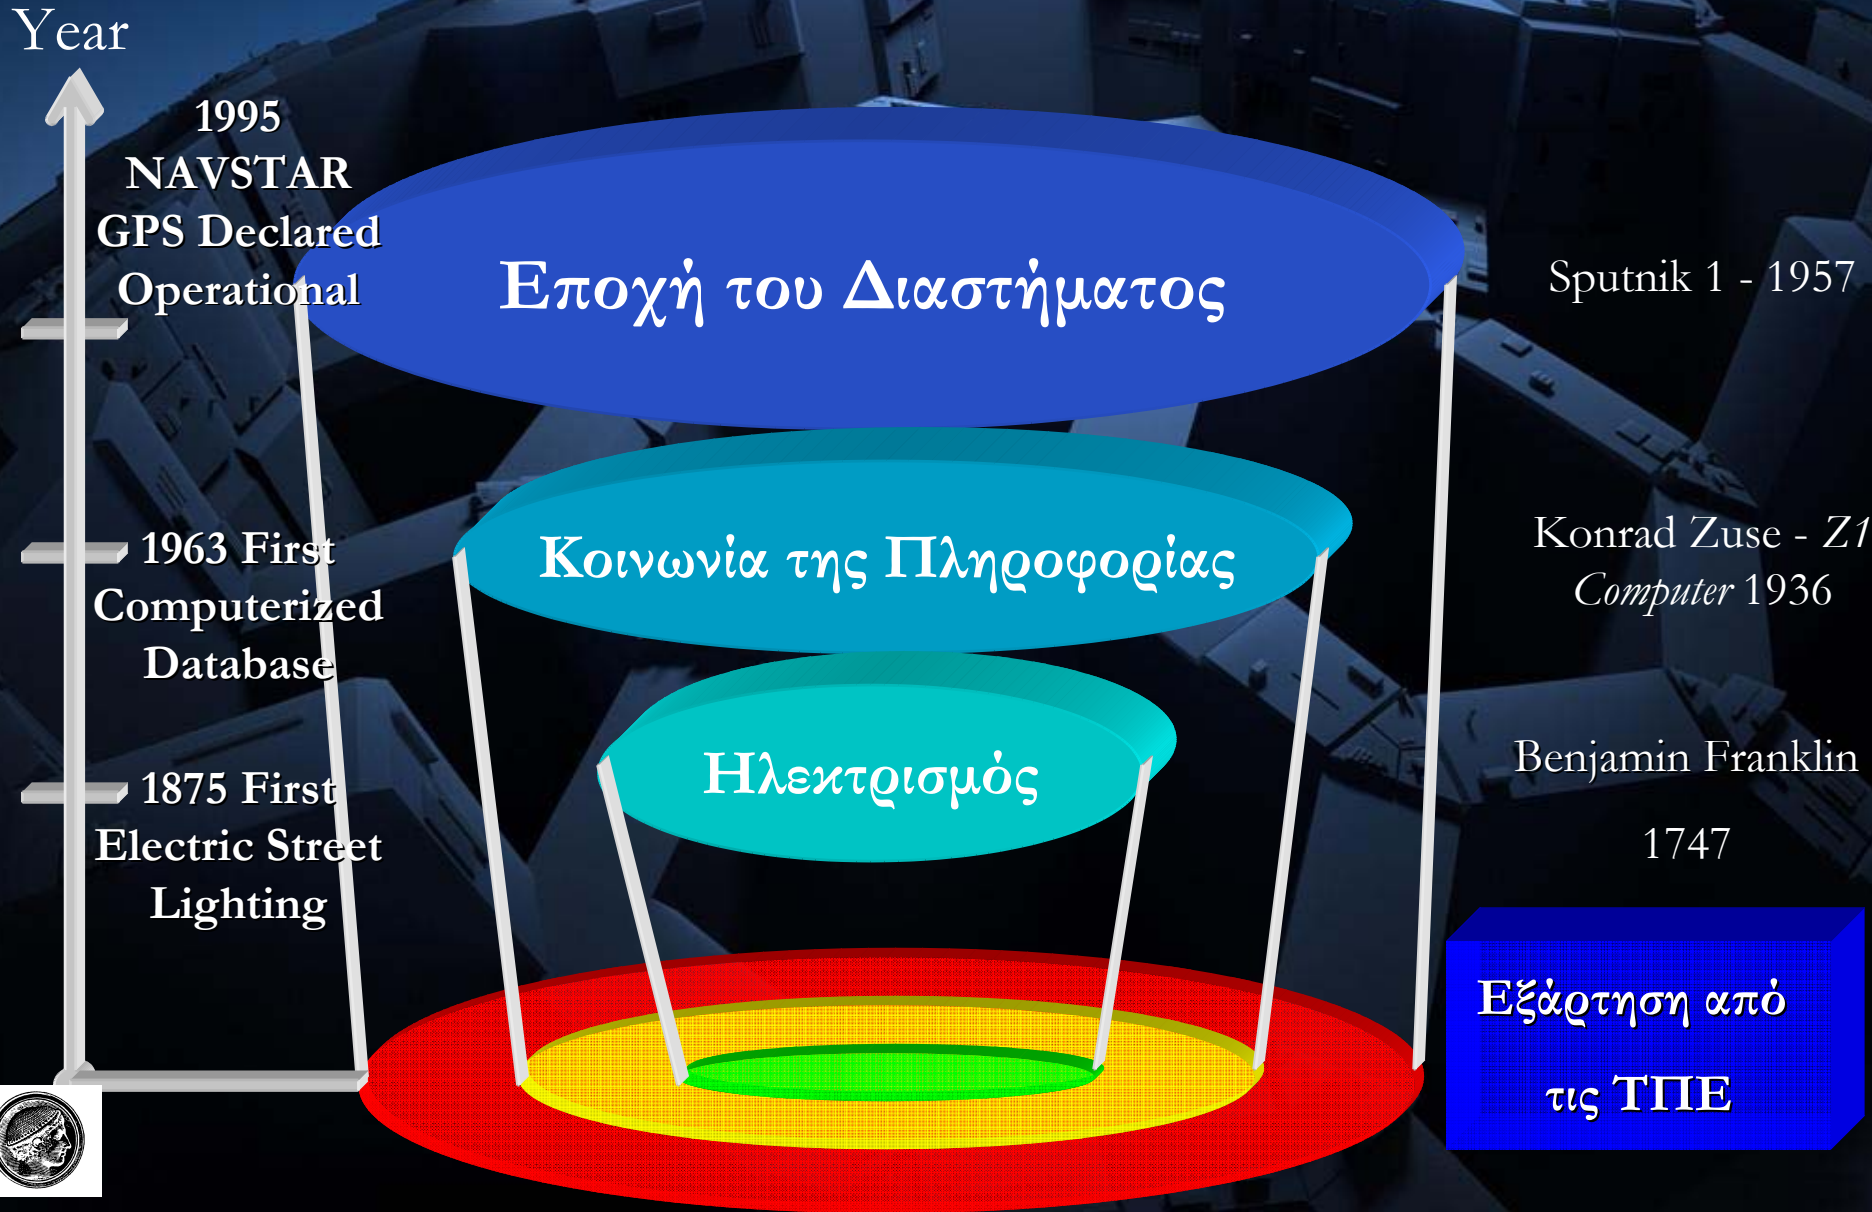 Year
1995
NAVSTAR
GPS Declared
Operational
Εποχή του Διαστήματος
Sputnik 1 - 1957
1963 First
Computerized
Database
Κοινωνία της Πληροφορίας
Konrad Zuse - Z1
Computer 1936
1875 First
Electric Street
Lighting
Ηλεκτρισμός
Benjamin Franklin
1747
Εξάρτηση από
τις ΤΠΕ